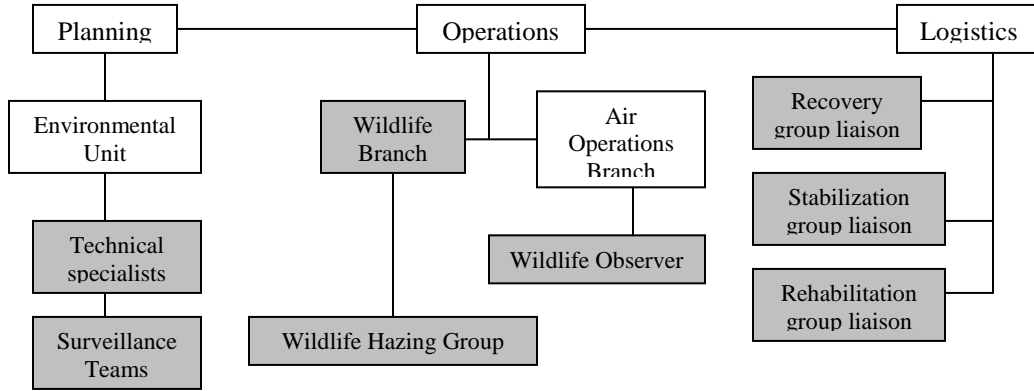 Planning
Operations
Logistics
Environmental
Unit
Wildlife
Branch
Air
Operations
Branch
Recovery
group liaison
Technical
specialists
Wildlife Observer
Stabilization
group liaison
Surveillance
Teams
Wildlife Hazing Group
Rehabilitation
group liaison